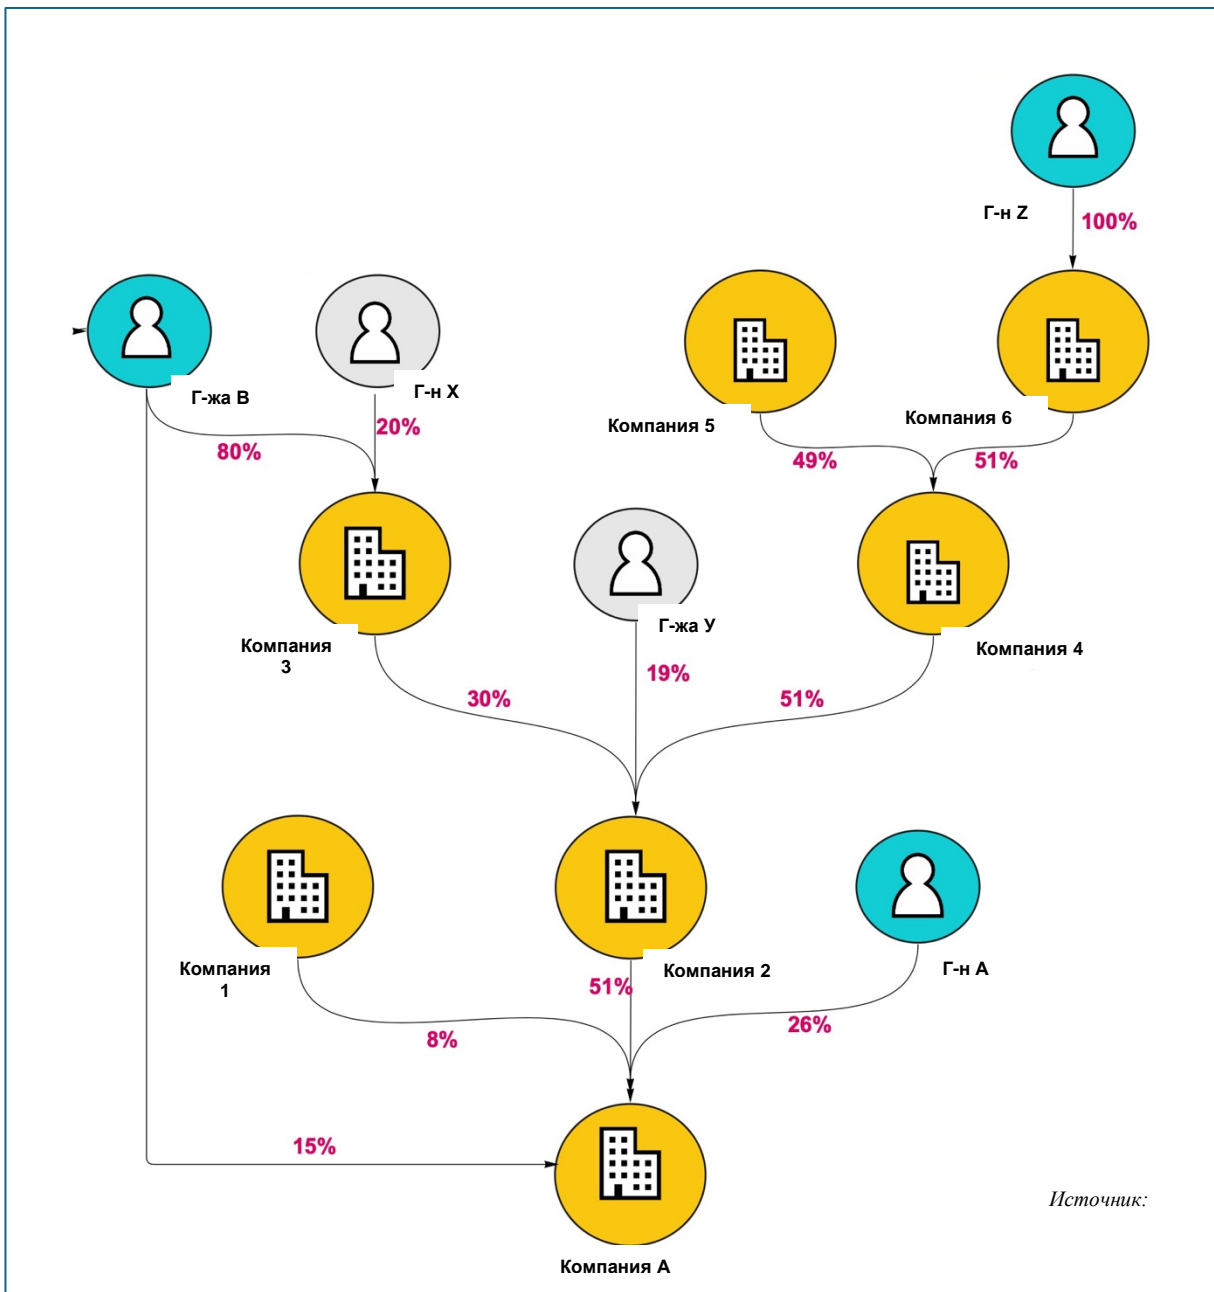 Г-н Z
100%
Г-жа В
Г-н X
Компания 5
Компания 6
20%
80%
49%
51%
Г-жа У
Компания
3
Компания 4
19%
30%
51%
Компания
1
Компания 2
Г-н А
51%
8%
26%
15%
Источник:
Компания А